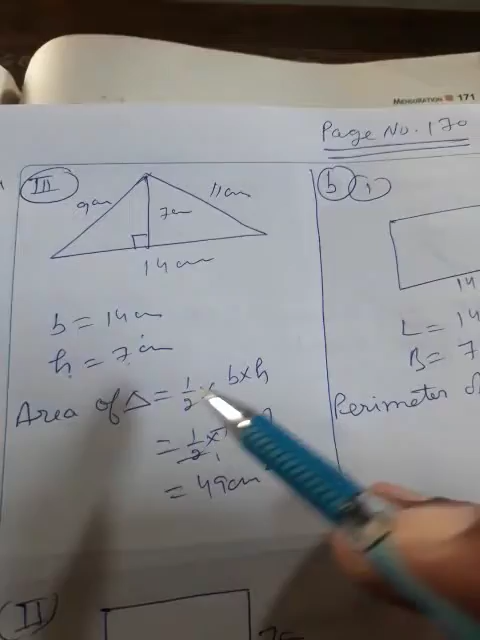 MENSURATION 171
Page No. 170
III
9cm
11cm
7cm
14cm
b = 14cm
h = 7cm
Area of Δ = 1/2 × b×h
= 1/2 ×
= 49cm
b i
14
L = 14
B = 7
Perimeter of
II